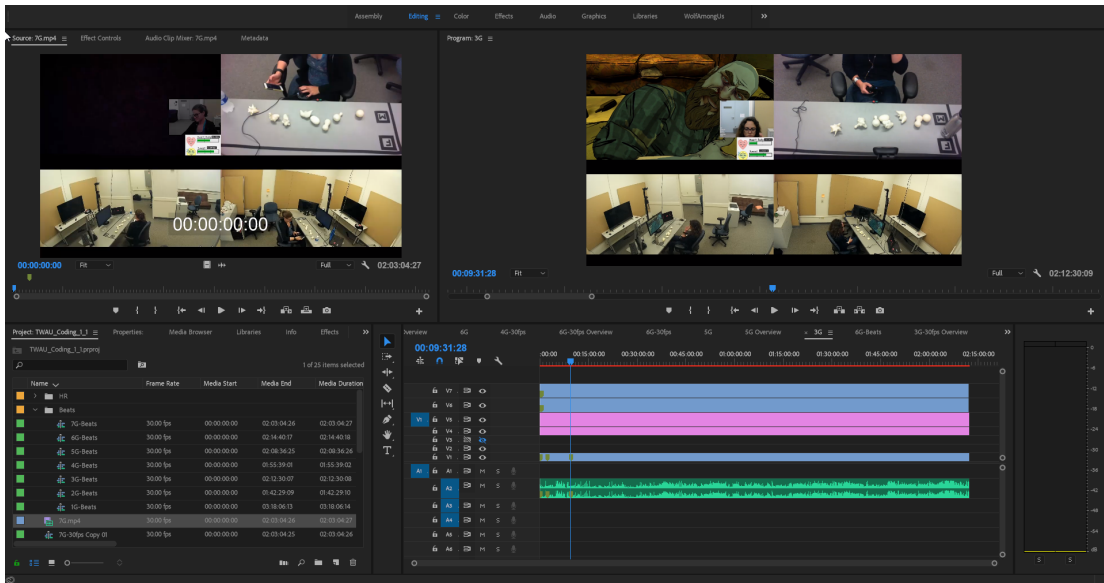 Assembly Editing Color Effects Audio Graphics Libraries WolfAmongUs
Source: 7G.mp4 Effect Controls Audio Clip Mixer: 7G.mp4 Metadata
Program: 3G
00:00:00:00
00:00:00:00 Fit Full 02:03:04:27
00:09:31:28 Fit Full 02:12:30:09
Project: TWAU_Coding_1_1 Properties: Media Browser Libraries Info Effects
TWAU_Coding_1_1.prproj
1 of 25 items selected
Name Frame Rate Media Start Media End Media Duration
HR
Beats
7G-Beats 30.00 fps 00:00:00:00 02:03:04:26 02:03:04:27
6G-Beats 30.00 fps 00:00:00:00 02:14:40:17 02:14:40:18
5G-Beats 30.00 fps 00:00:00:00 02:08:36:25 02:08:36:26
4G-Beats 30.00 fps 00:00:00:00 01:55:39:01 01:55:39:02
3G-Beats 30.00 fps 00:00:00:00 02:12:30:07 02:12:30:08
2G-Beats 30.00 fps 00:00:00:00 01:42:29:09 01:42:29:10
1G-Beats 30.00 fps 00:00:00:00 03:18:06:13 03:18:06:14
7G.mp4 30.00 fps 00:00:00:00 02:03:04:26 02:03:04:27
7G-30fps Copy 01 30.00 fps 00:00:00:00 02:03:04:25 02:03:04:26
verview 6G 4G-30fps 6G-30fps Overview 6G-30fps 5G 5G Overview 3G 6G-Beats 3G-30fps Overview
00:09:31:28
:00:00 00:15:00:00 00:30:00:00 00:45:00:00 01:00:00:00 01:15:00:00 01:30:00:00 01:45:00:00 02:00:00:00 02:15:00:00
V7
V6
V1 V5
V4
V3
V2
V1
A1 A1 M S
A2 M S
A3 M S
A4 M S
A5 M S
A6 M S
S S